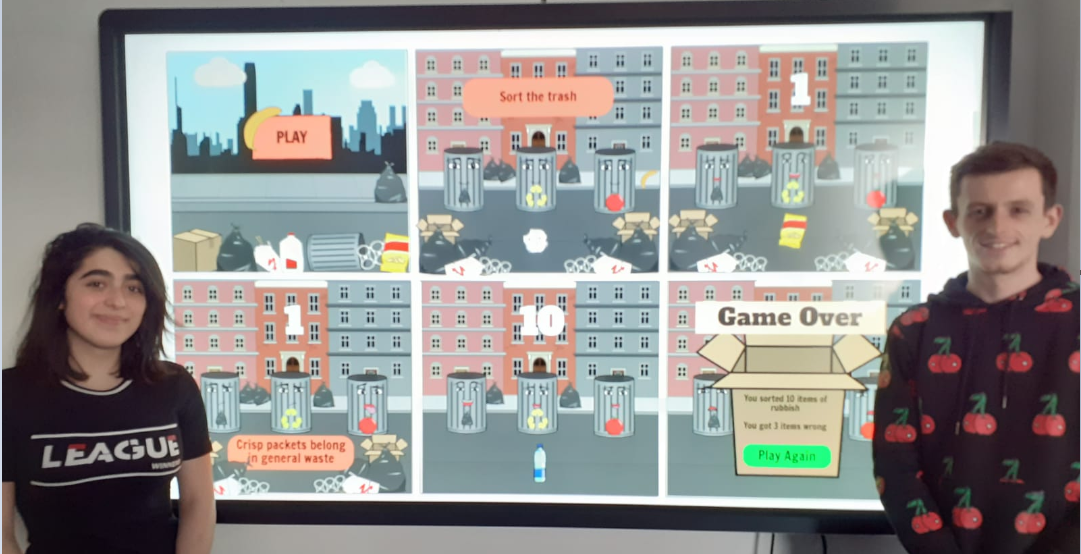 PLAY
Sort the trash
1
1
Crisp packets belong
in general waste
10
Game Over
You sorted 10 items of
rubbish
You got 3 items wrong
Play Again
LEAGUE